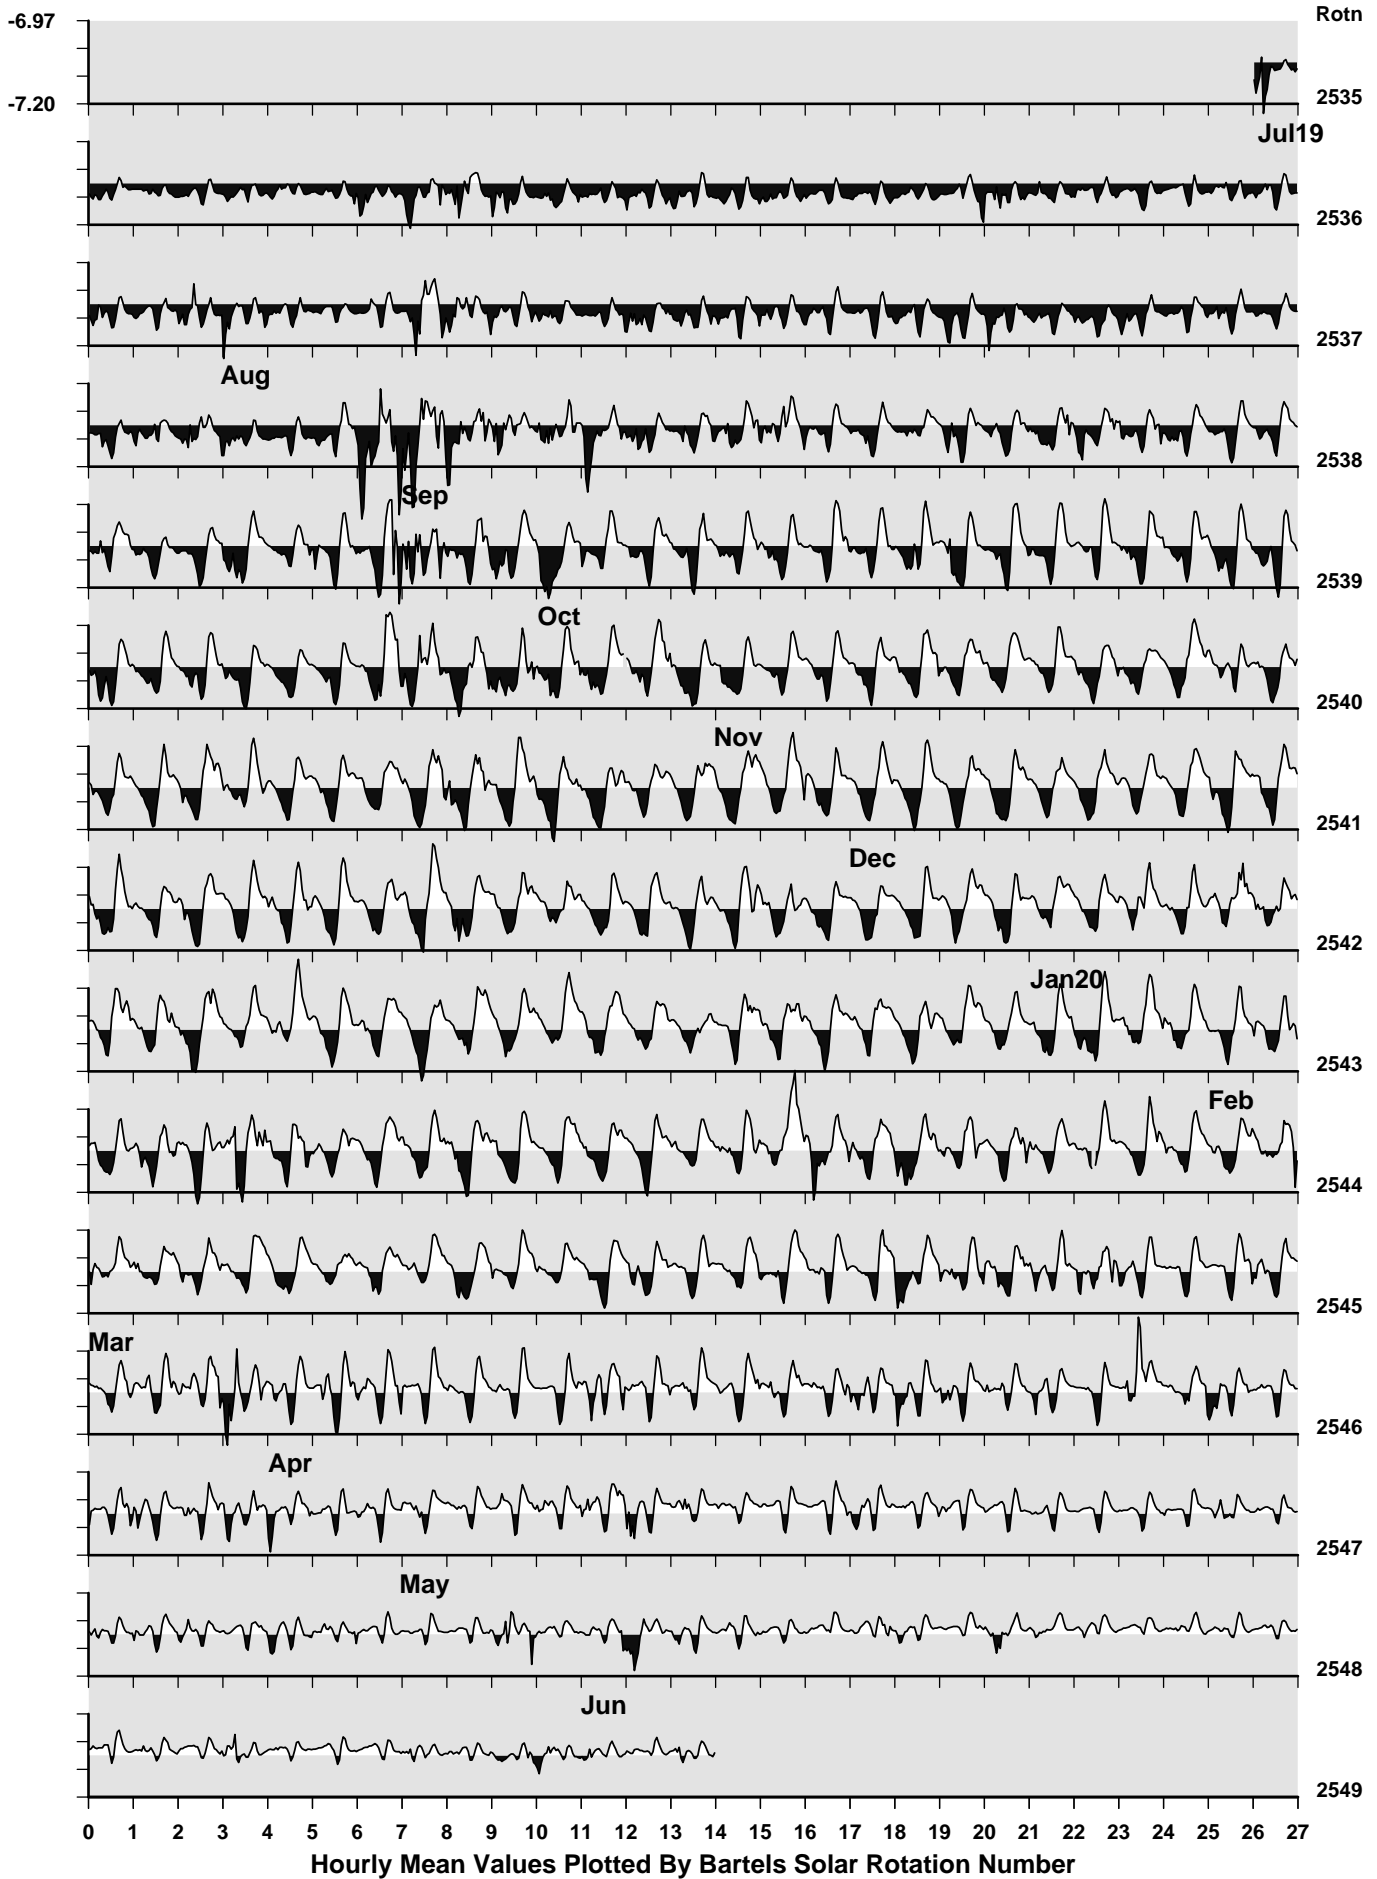 -6.97 Rotn
-7.20 2535
Jul19
2536
2537
Aug
2538
Sep
2539
Oct
2540
Nov
2541
Dec
2542
Jan20
2543
Feb
2544
2545
Mar
2546
Apr
2547
May
2548
Jun
2549
0 1 2 3 4 5 6 7 8 9 10 11 12 13 14 15 16 17 18 19 20 21 22 23 24 25 26 27
Hourly Mean Values Plotted By Bartels Solar Rotation Number